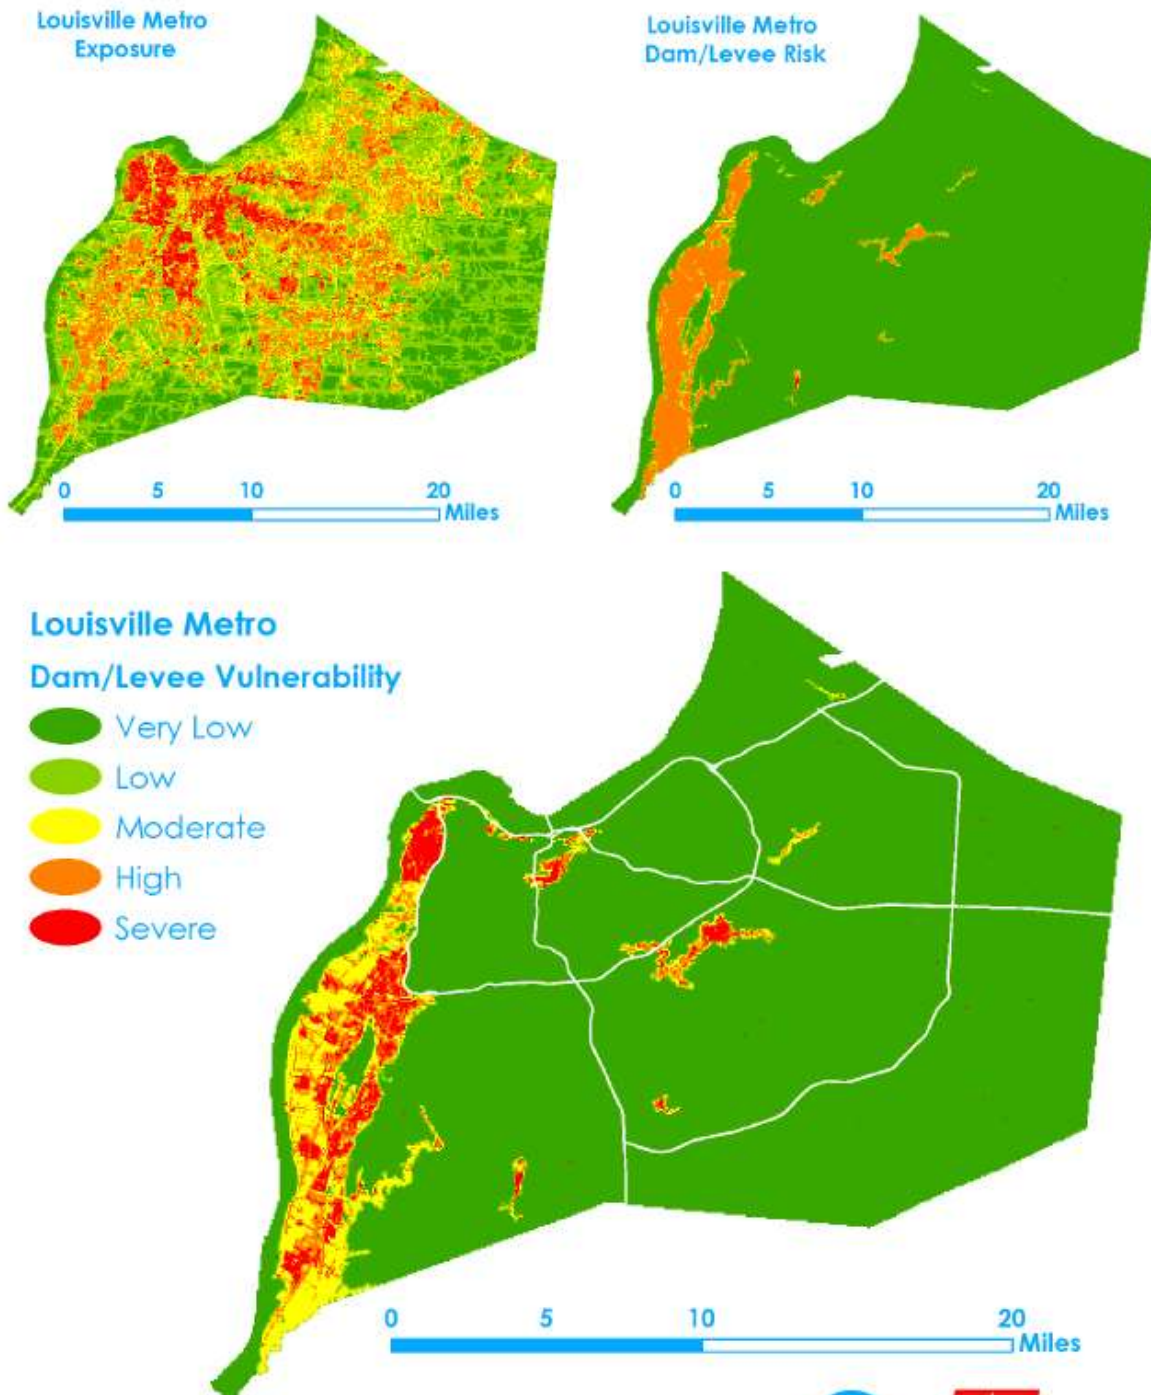 Louisville Metro
Exposure
Louisville Metro
Dam/Levee Risk
0 5 10 20
Miles
0 5 10 20
Miles
Louisville Metro
Dam/Levee Vulnerability
Very Low
Low
Moderate
High
Severe
0 5 10 20
Miles